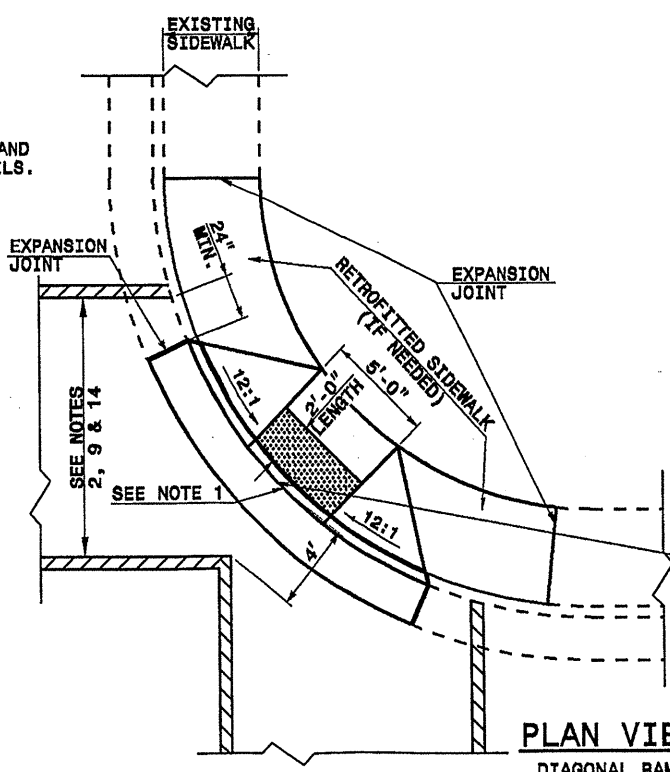 EXISTING
SIDEWALK
AND
LS.
EXPANSION
JOINT
24"
MIN.
EXPANSION
JOINT
RETROFITTED SIDEWALK
(IF NEEDED)
5'-0"
2'-0"
LENGTH
12:1
SEE NOTES
2, 9 & 14
SEE NOTE 1
12:1
4'
PLAN VIE
DIAGONAL RAM